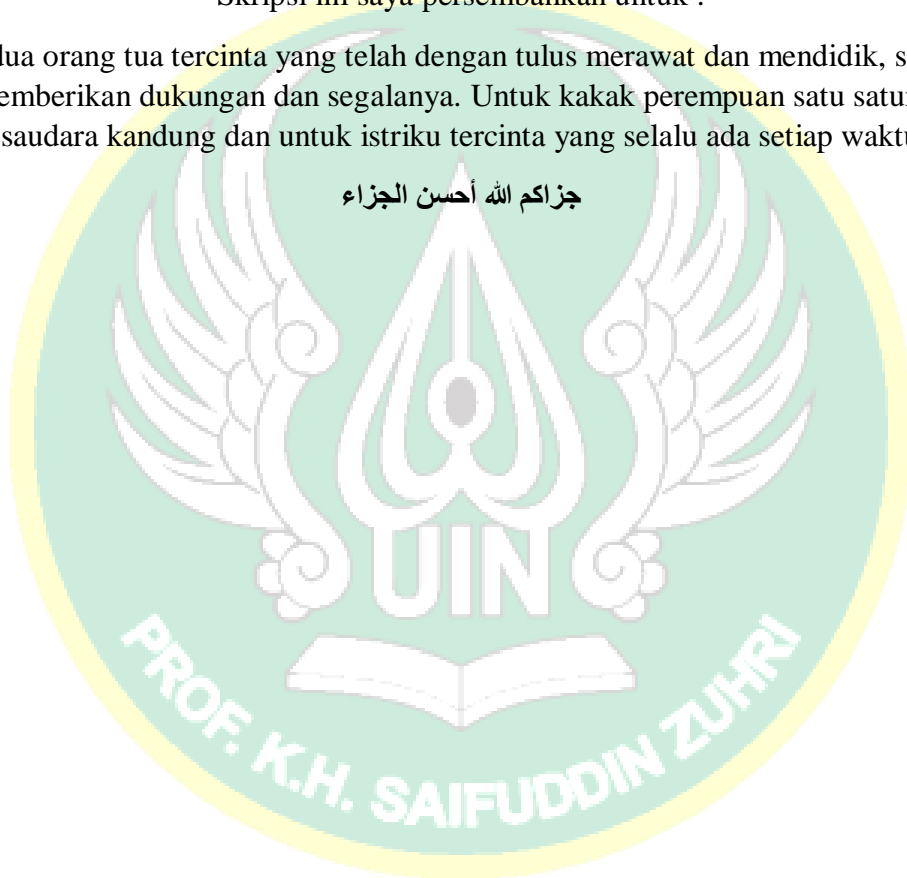 Skripsi ini saya persembahkan untuk :
dua orang tua tercinta yang telah dengan tulus merawat dan mendidik, s
emberikan dukungan dan segalanya. Untuk kakak perempuan satu satu
saudara kandung dan untuk istriku tercinta yang selalu ada setiap waktu
جزاكم الله أحسن الجزاء
UIN
PROF. K.H. SAIFUDDIN ZUHRI